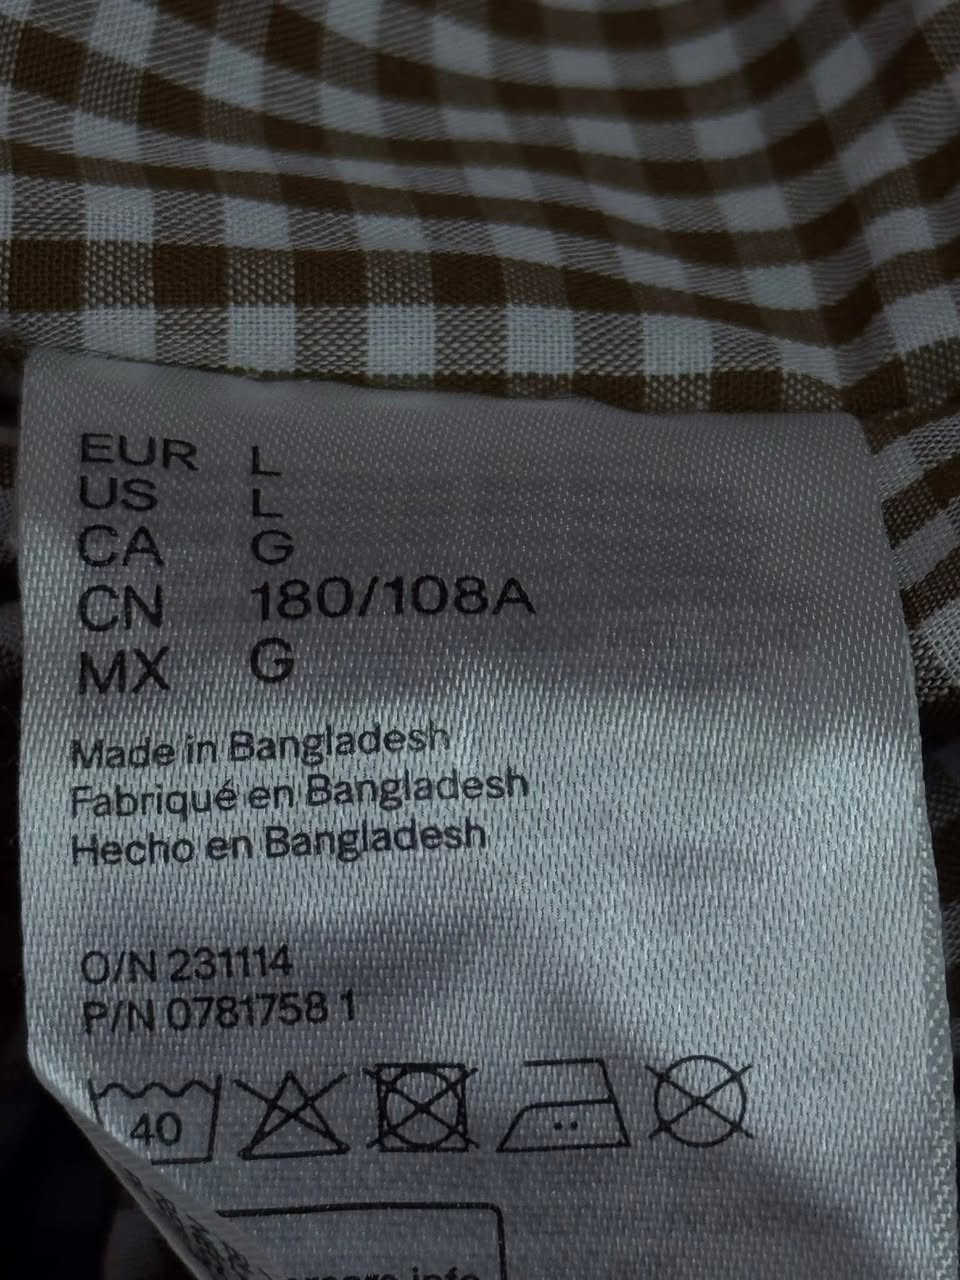 EUR L
US L
CA G
CN 180/108A
MX G
Made in Bangladesh
Fabriqué en Bangladesh
Hecho en Bangladesh
O/N 231114
P/N 0781758 1
40
info